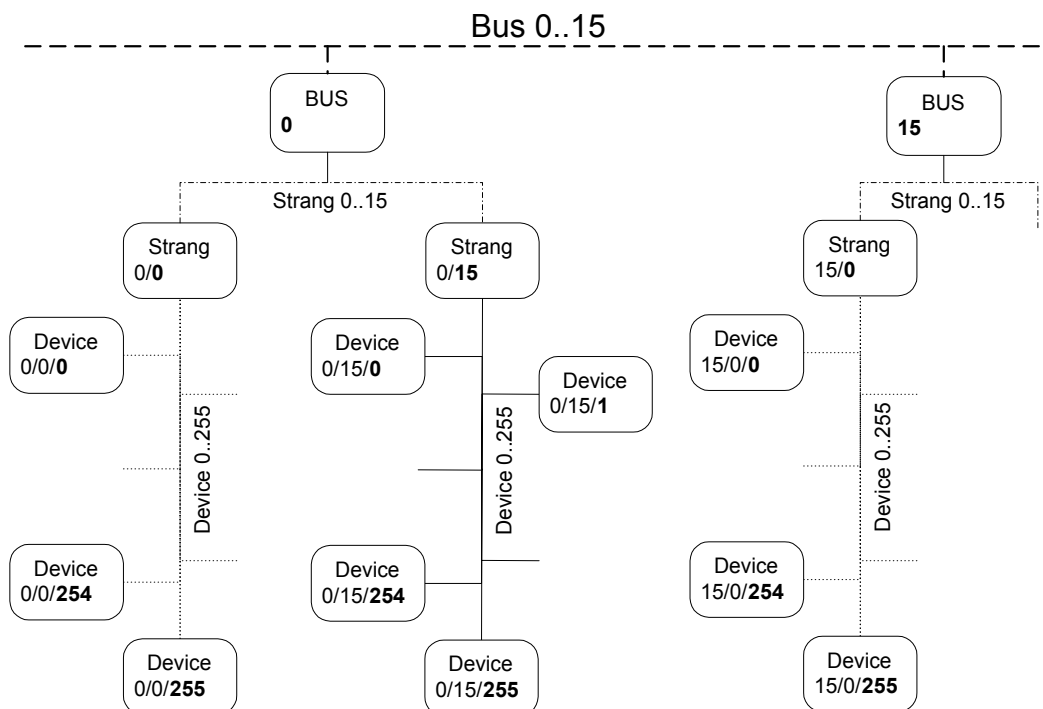 Bus 0..15
BUS
0
BUS
15
Strang 0..15
Strang 0..15
Strang
0/0
Strang
0/15
Strang
15/0
Device
0/0/0
Device
0/15/0
Device
0/15/1
Device
15/0/0
Device 0..255
Device 0..255
Device 0..255
Device
0/0/254
Device
0/15/254
Device
15/0/254
Device
0/0/255
Device
0/15/255
Device
15/0/255